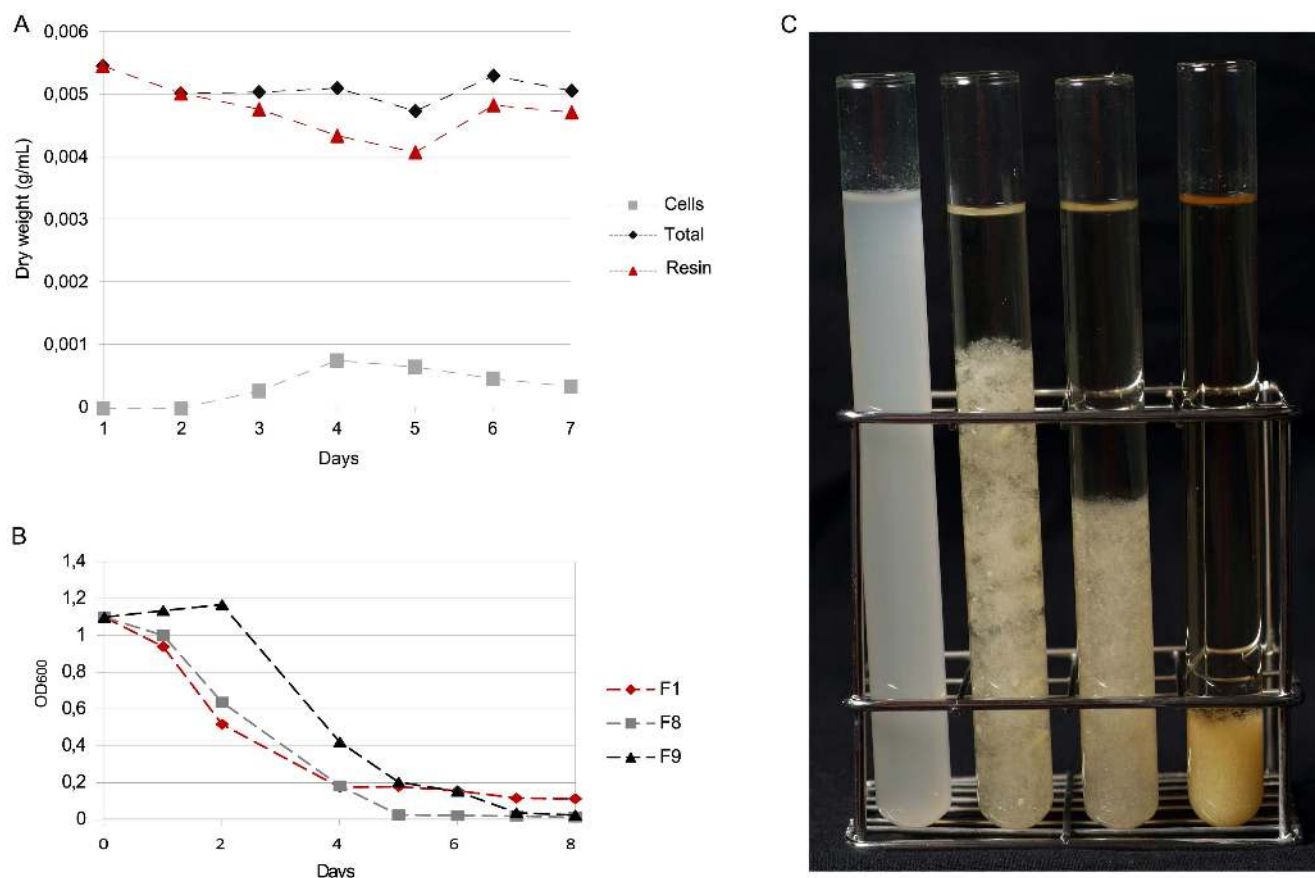 A
0,006
0,005
0,004
0,003
0,002
0,001
0
Dry weight (g/mL)
1 2 3 4 5 6 7
Days
Cells
Total
Resin
B
1,4
1,2
1
0,8
0,6
0,4
0,2
0
OD600
0 2 4 6 8
Days
F1
F8
F9
C